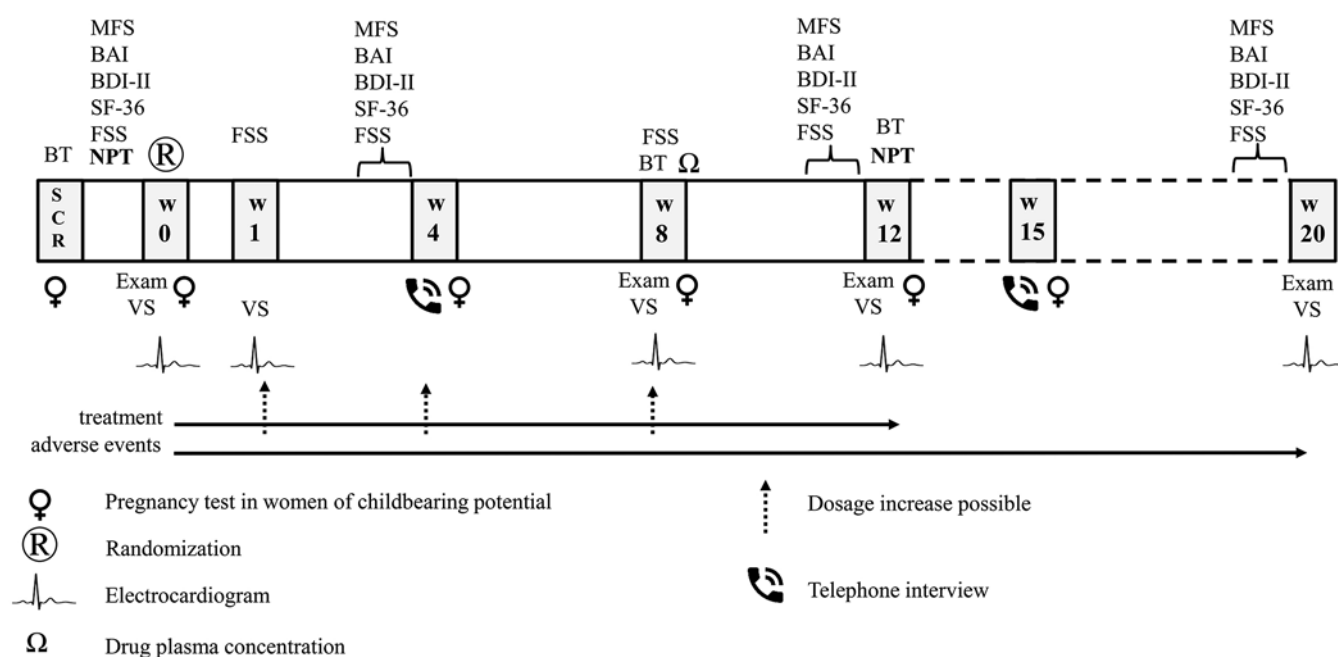 MFS
BAI
BDI-II
SF-36
FSS
NPT
BT
R
FSS
MFS
BAI
BDI-II
SF-36
FSS
FSS
BT Ω
MFS
BAI
BDI-II
SF-36
FSS
BT
NPT
MFS
BAI
BDI-II
SF-36
FSS
S
C
R
w
0
w
1
w
4
w
8
w
12
w
15
w
20
Exam
VS
VS
Exam
VS
Exam
VS
Exam
VS
treatment
adverse events
♀ Pregnancy test in women of childbearing potential
R Randomization
Electrocardiogram
Ω Drug plasma concentration
Dosage increase possible
Telephone interview